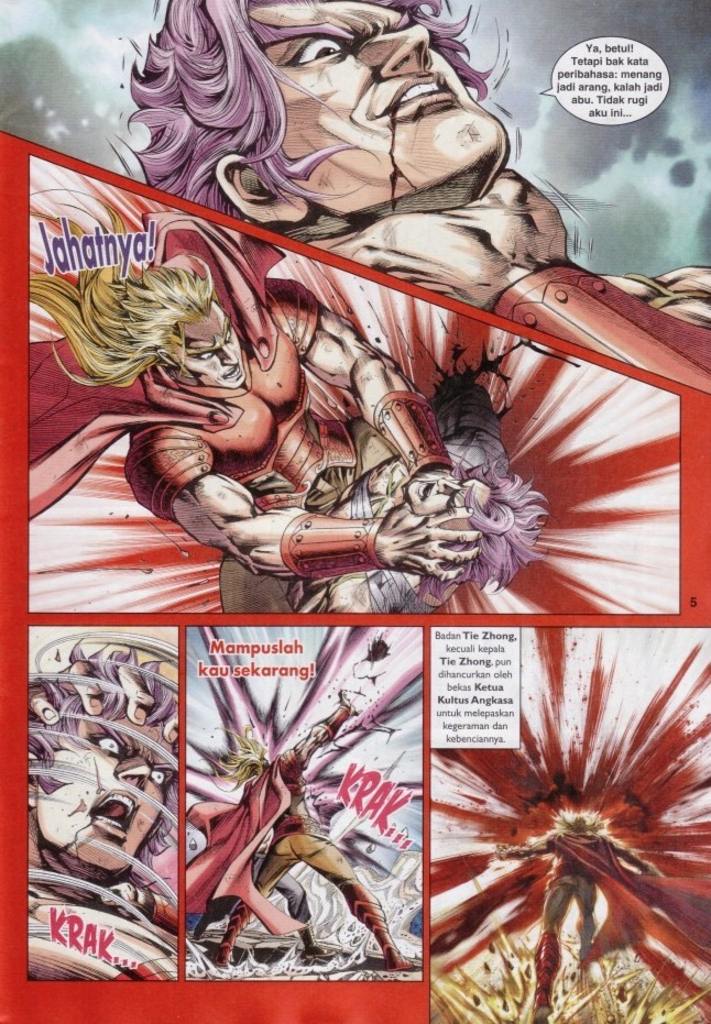 Ya, betul!
Tetapi bak kata
peribahasa: menang
jadi arang, kalah jadi
abu. Tidak rugi
aku ini...
Jahatnya!
5
KRAK...
Mampuslah
kau sekarang!
KRAK...
Badan Tie Zhong,
kecuali kepala
Tie Zhong, pun
dihancurkan oleh
bekas Ketua
Kultus Angkasa
untuk melepaskan
kegeraman dan
kebenciannya.